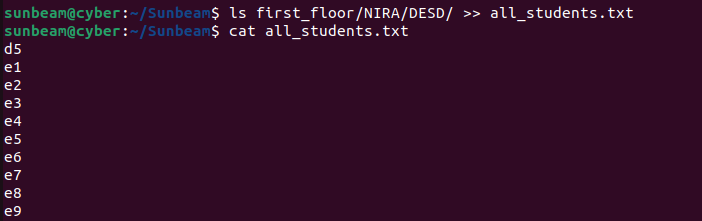 sunbeam@cyber:~/Sunbeam$ ls first_floor/NIRA/DESD/ >> all_students.txt
sunbeam@cyber:~/Sunbeam$ cat all_students.txt
d5
e1
e2
e3
e4
e5
e6
e7
e8
e9